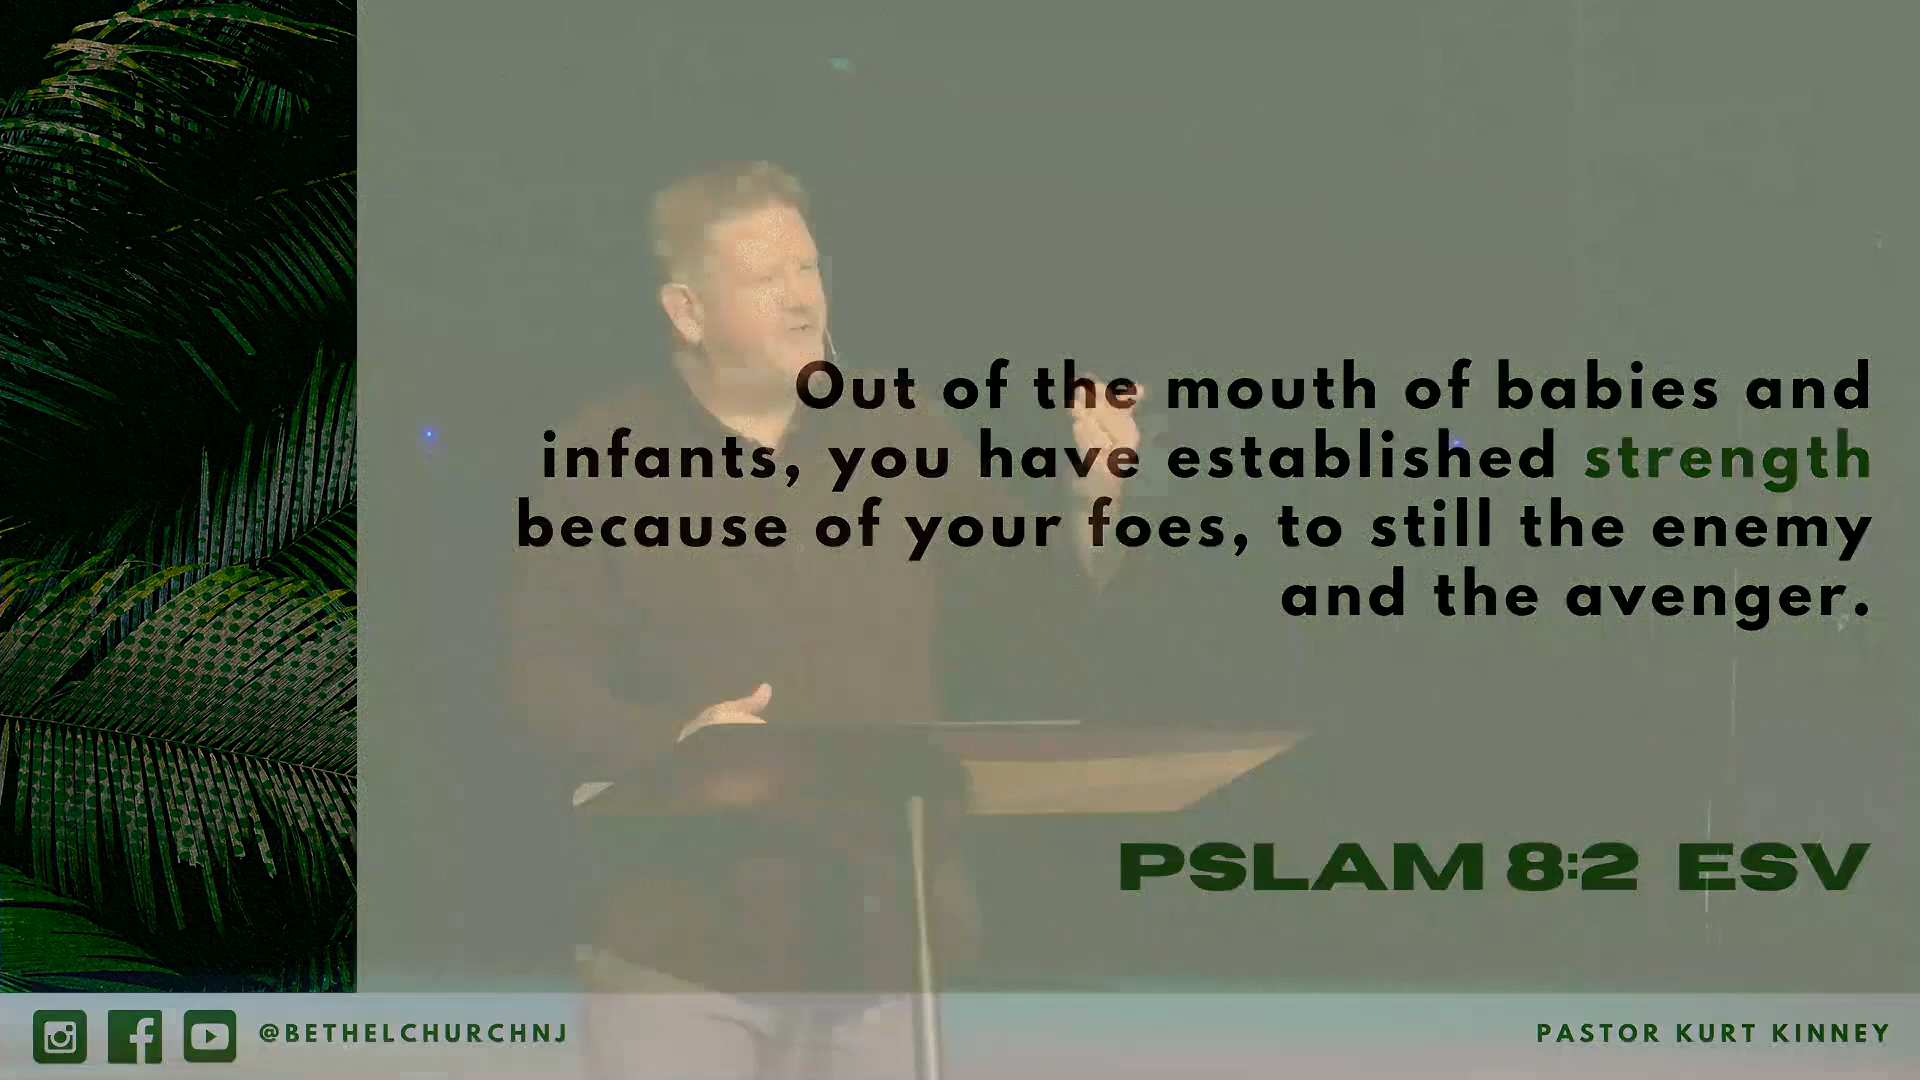 Out of the mouth of babies and
infants, you have established strength
because of your foes, to still the enemy
and the avenger.
PSLAM 8:2 ESV
@BETHELCHURCHNJ
PASTOR KURT KINNEY